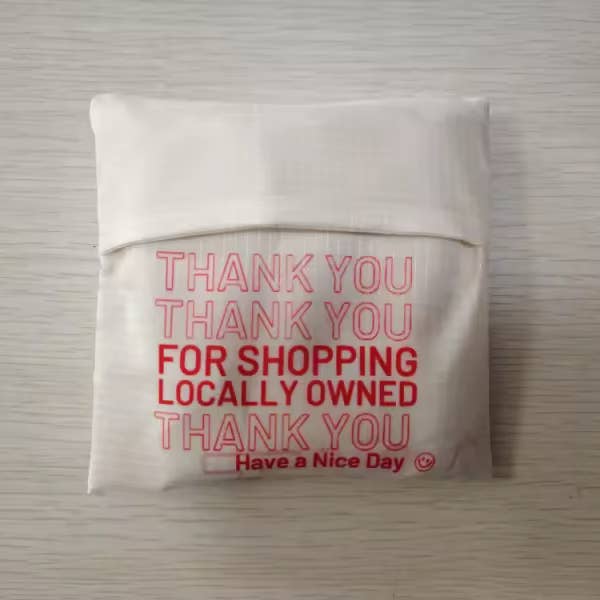 THANK YOU
THANK YOU
FOR SHOPPING
LOCALLY OWNED
THANK YOU
Have a Nice Day